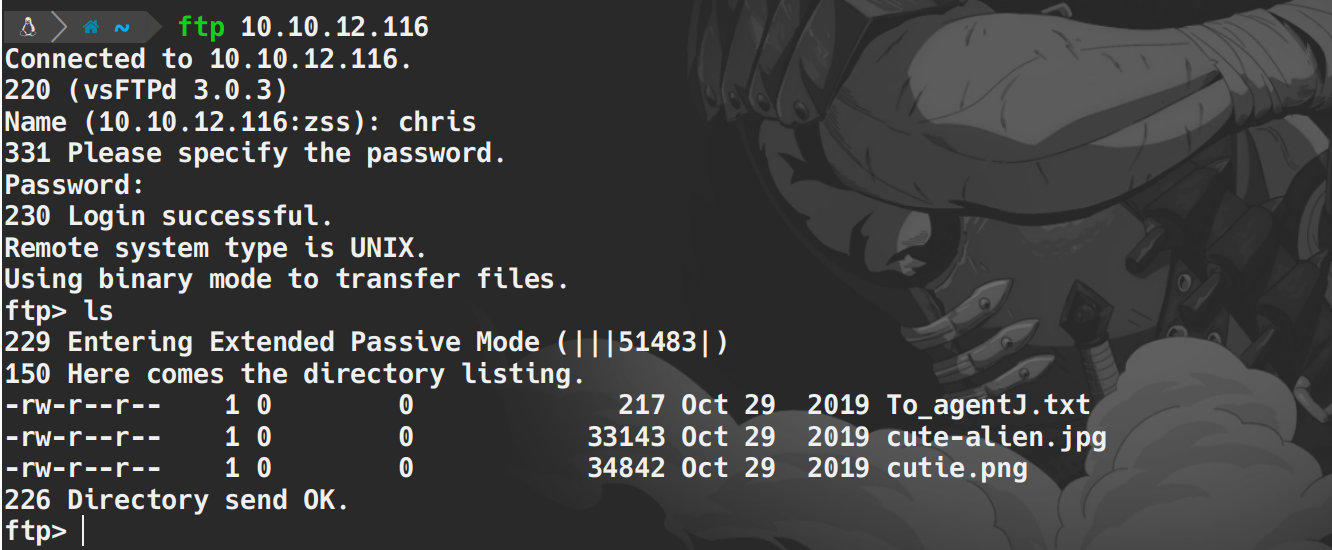 ~ ftp 10.10.12.116
Connected to 10.10.12.116.
220 (vsFTPd 3.0.3)
Name (10.10.12.116:zss): chris
331 Please specify the password.
Password:
230 Login successful.
Remote system type is UNIX.
Using binary mode to transfer files.
ftp> ls
229 Entering Extended Passive Mode (|||51483|)
150 Here comes the directory listing.
-rw-r--r--    1 0        0             217 Oct 29  2019 To_agentJ.txt
-rw-r--r--    1 0        0           33143 Oct 29  2019 cute-alien.jpg
-rw-r--r--    1 0        0           34842 Oct 29  2019 cutie.png
226 Directory send OK.
ftp>